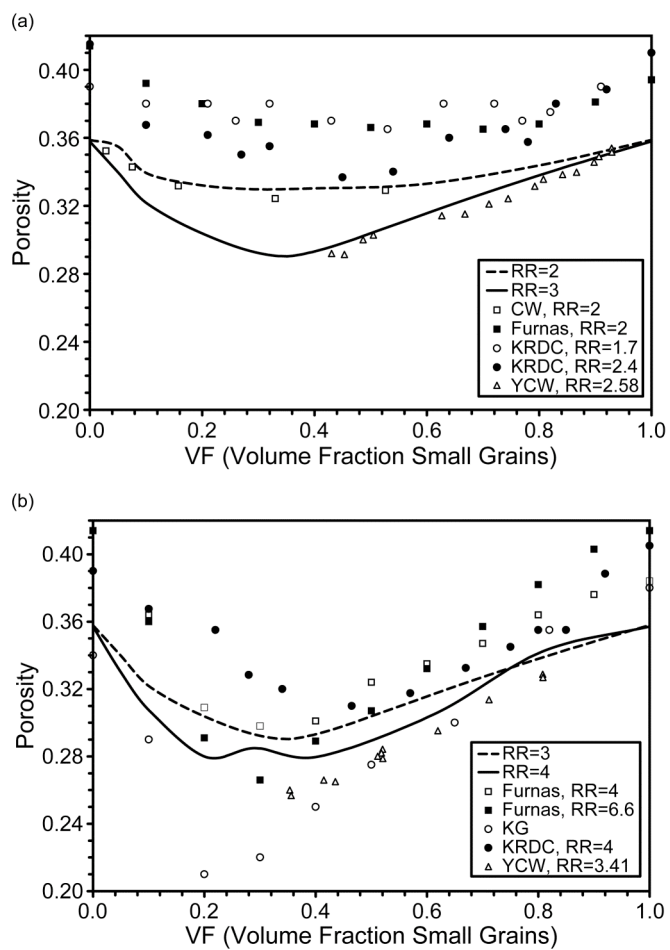 (a)
0.40
0.36
0.32
0.28
0.24
0.20
Porosity
RR=2
RR=3
CW, RR=2
Furnas, RR=2
KRDC, RR=1.7
KRDC, RR=2.4
YCW, RR=2.58
0.0 0.2 0.4 0.6 0.8 1.0
VF (Volume Fraction Small Grains)
(b)
0.40
0.36
0.32
0.28
0.24
0.20
Porosity
RR=3
RR=4
Furnas, RR=4
Furnas, RR=6.6
KG
KRDC, RR=4
YCW, RR=3.41
0.0 0.2 0.4 0.6 0.8 1.0
VF (Volume Fraction Small Grains)